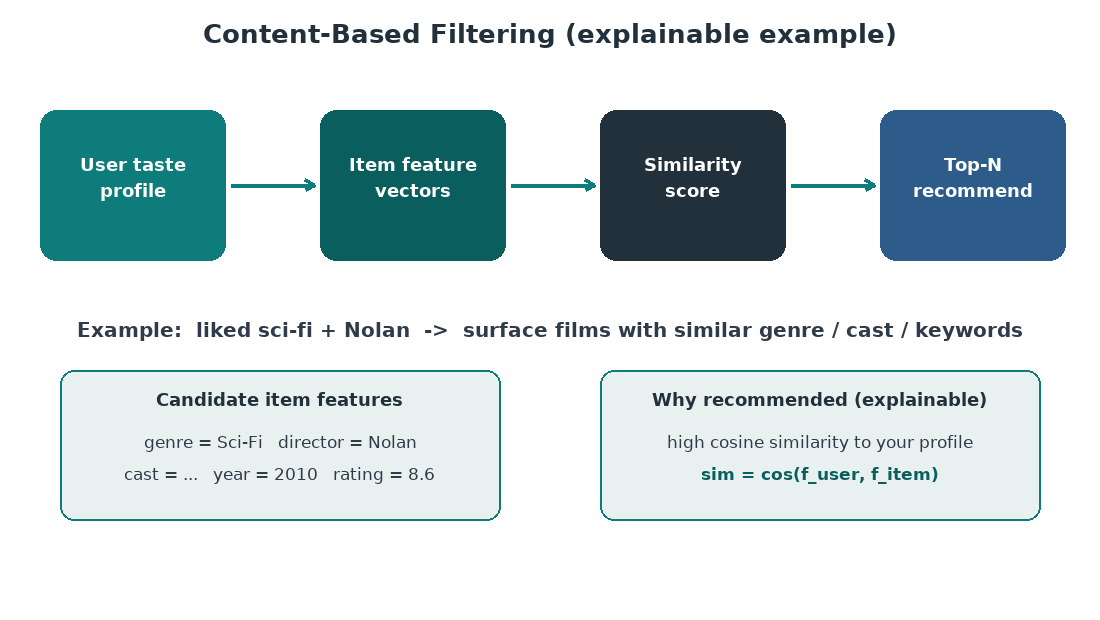 Content-Based Filtering (explainable example)
User taste
profile
Item feature
vectors
Similarity
score
Top-N
recommend
Example:  liked sci-fi + Nolan  ->  surface films with similar genre / cast / keywords
Candidate item features
genre = Sci-Fi   director = Nolan
cast = ...   year = 2010   rating = 8.6
Why recommended (explainable)
high cosine similarity to your profile
sim = cos(f_user, f_item)